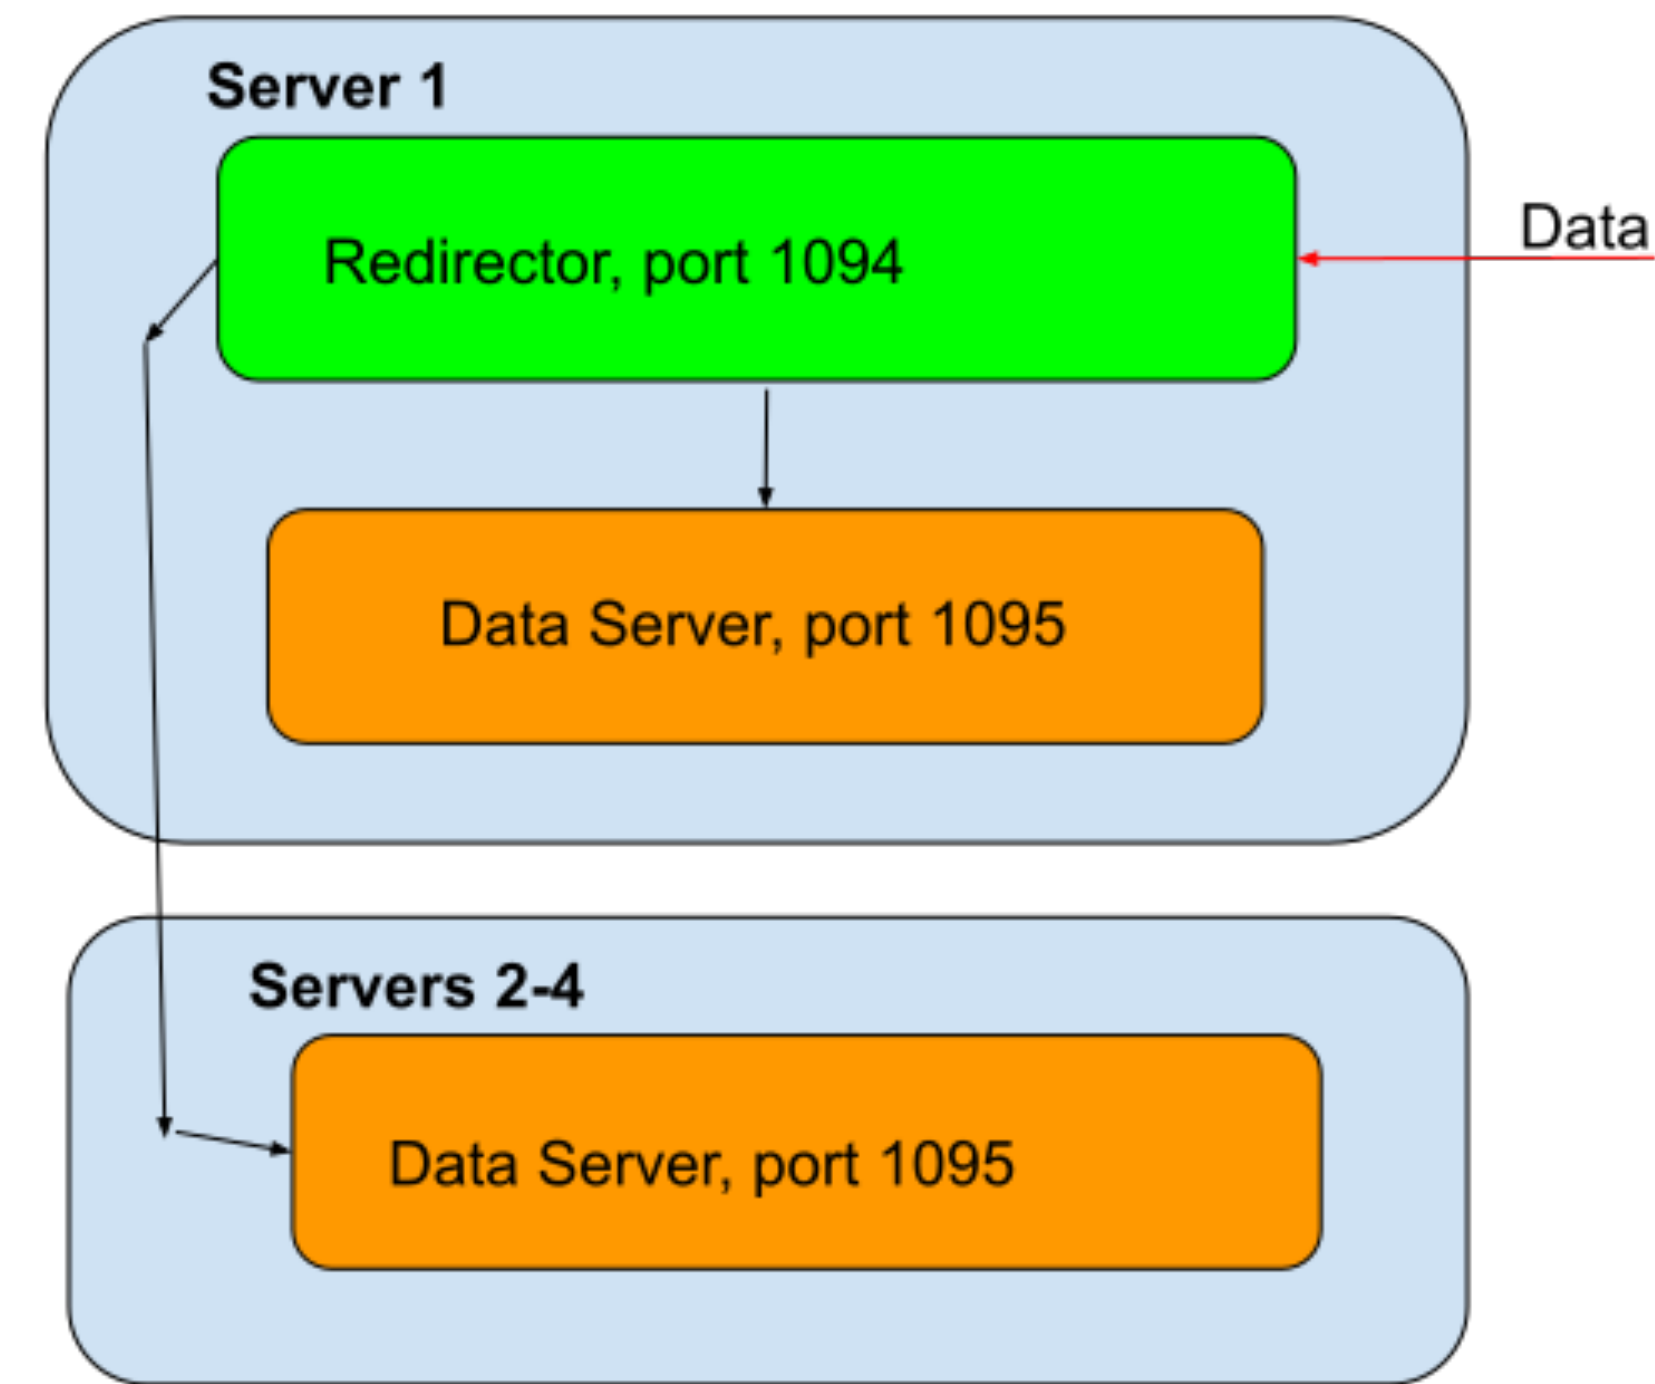 Server 1
Redirector, port 1094
Data
Data Server, port 1095
Servers 2-4
Data Server, port 1095